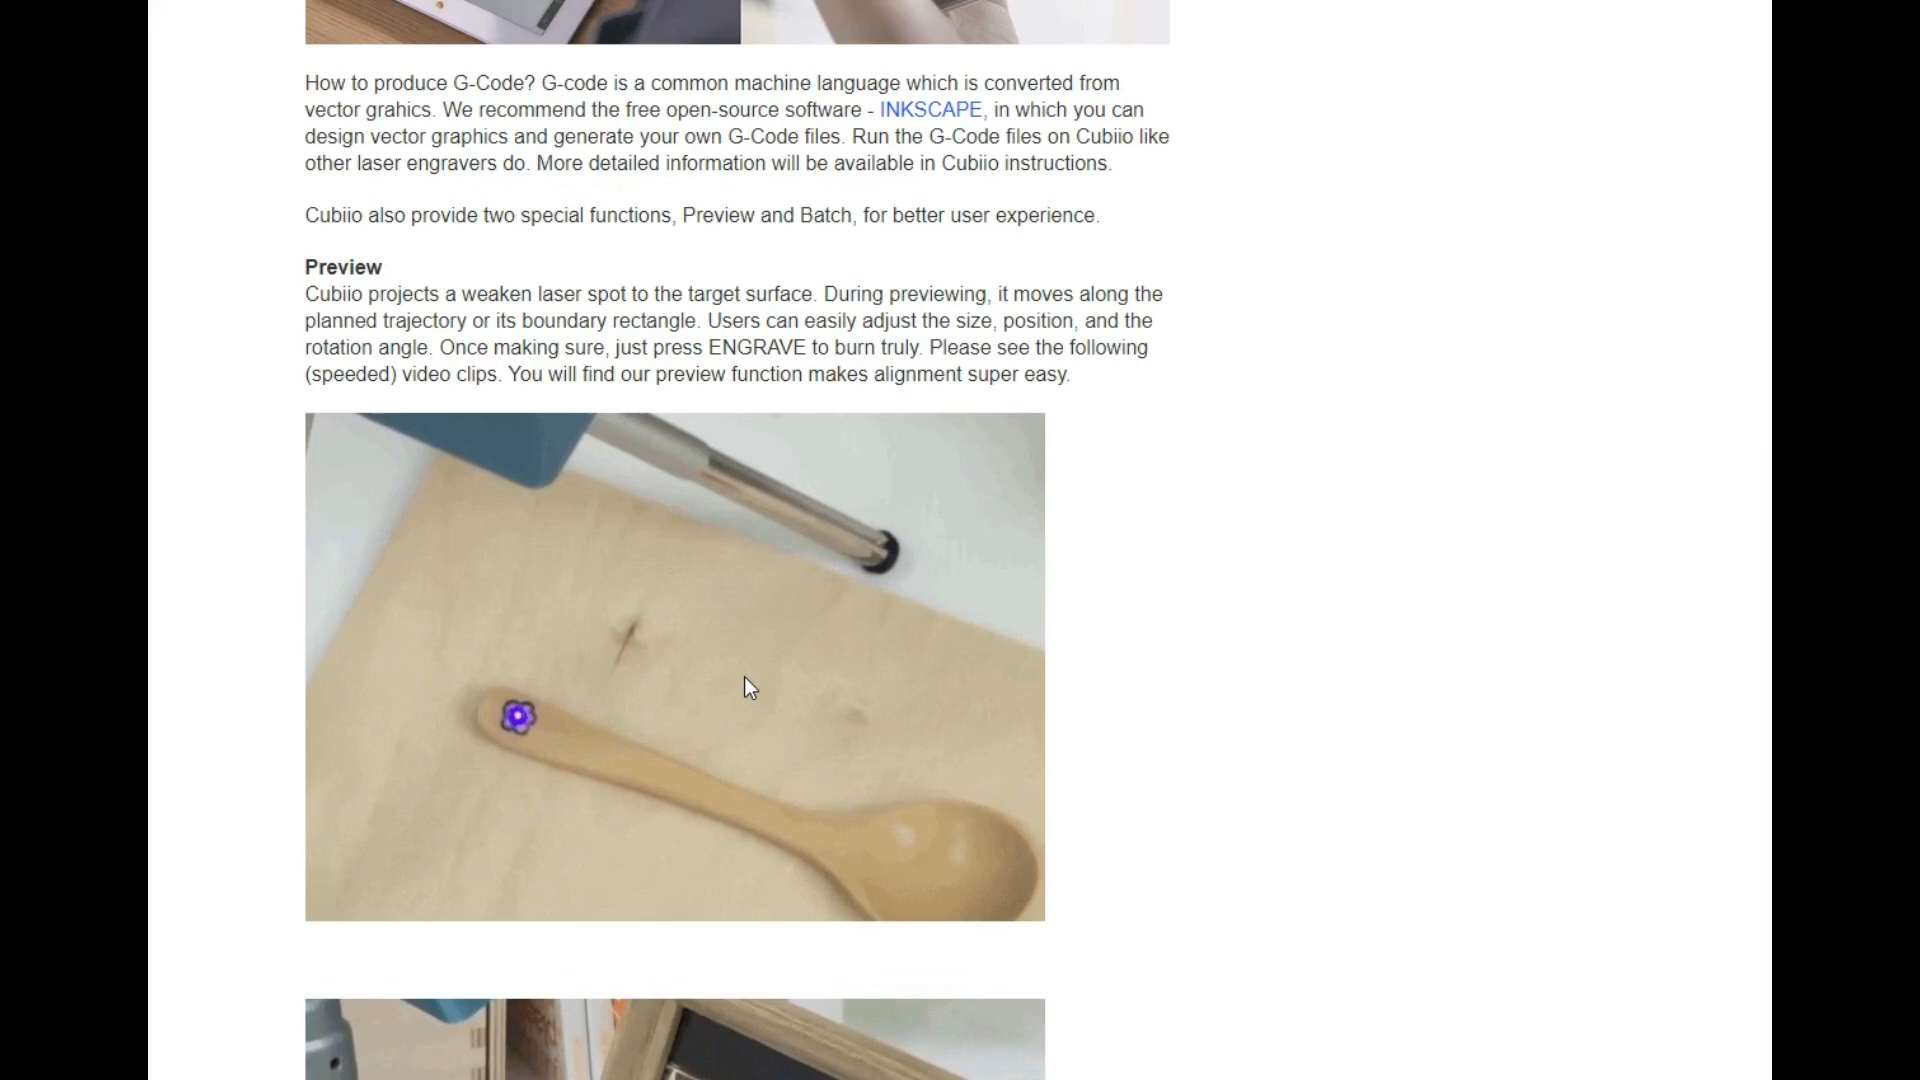 How to produce G-Code? G-code is a common machine language which is converted from
vector grahics. We recommend the free open-source software - INKSCAPE, in which you can
design vector graphics and generate your own G-Code files. Run the G-Code files on Cubiio like
other laser engravers do. More detailed information will be available in Cubiio instructions.
Cubiio also provide two special functions, Preview and Batch, for better user experience.
Preview
Cubiio projects a weaken laser spot to the target surface. During previewing, it moves along the
planned trajectory or its boundary rectangle. Users can easily adjust the size, position, and the
rotation angle. Once making sure, just press ENGRAVE to burn truly. Please see the following
(speeded) video clips. You will find our preview function makes alignment super easy.